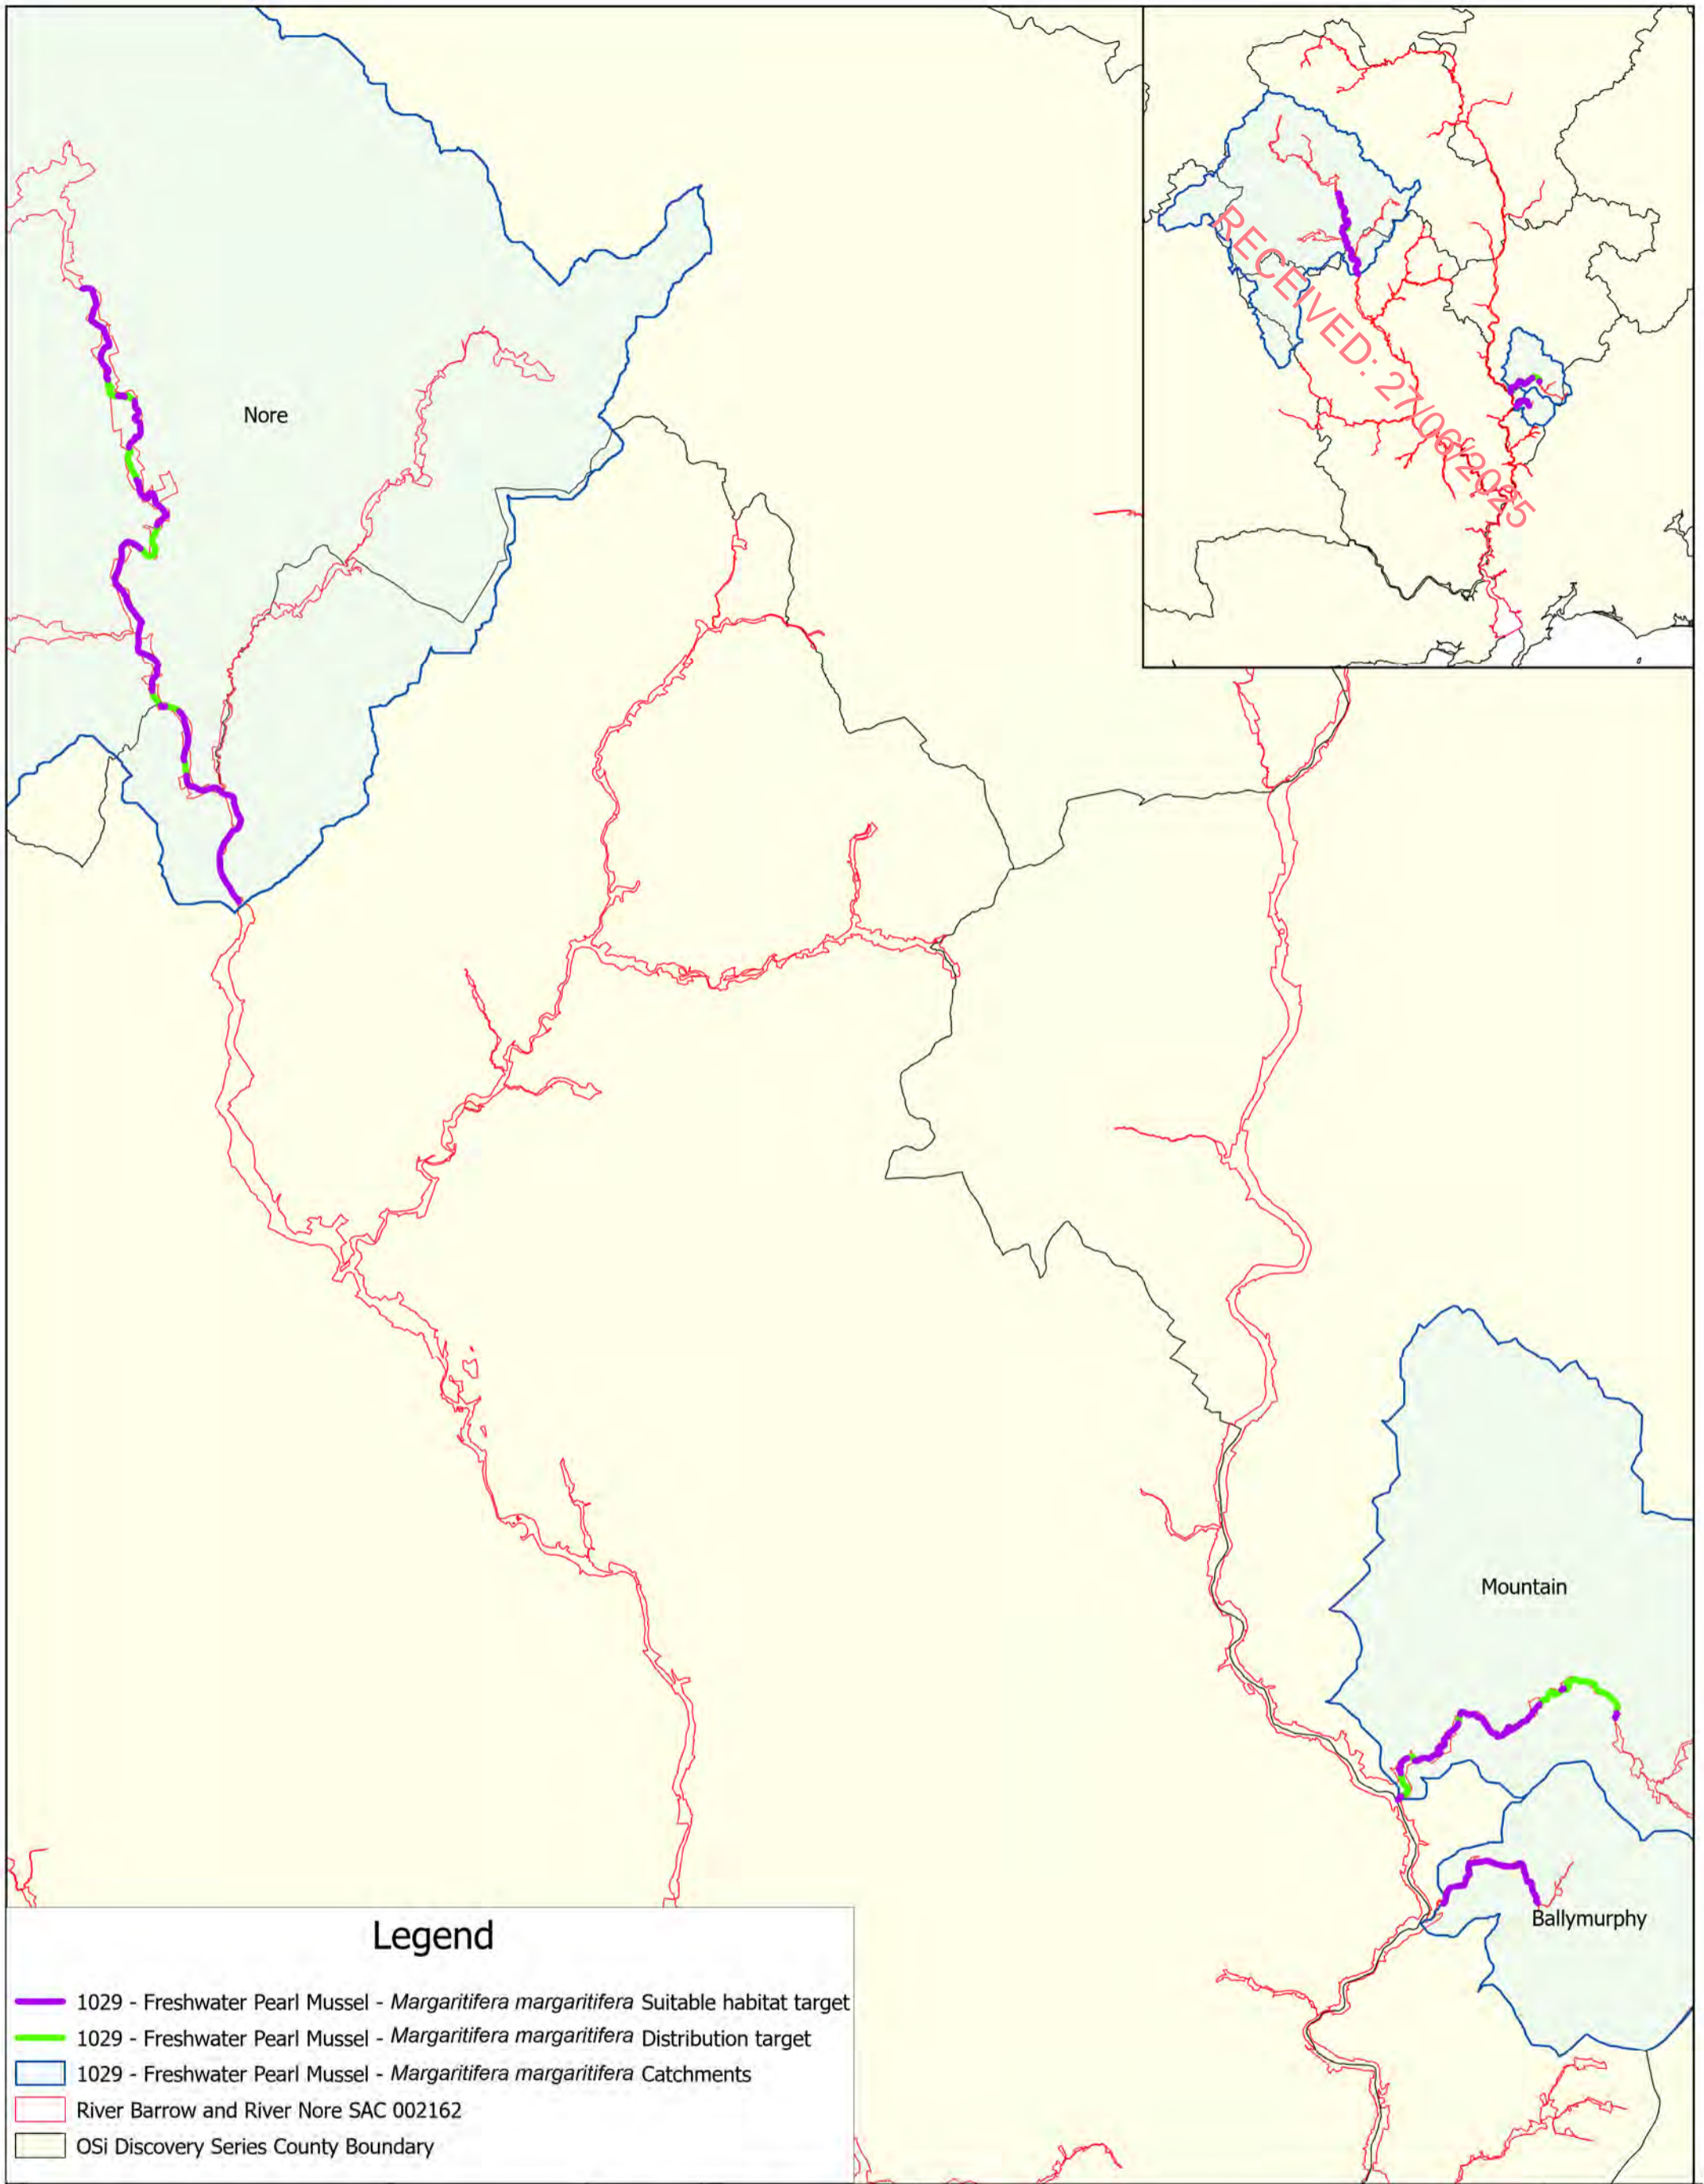 RECEIVED: 27/06/2025
Nore
Mountain
Ballymurphy
Legend
1029 - Freshwater Pearl Mussel - Margaritifera margaritifera Suitable habitat target
1029 - Freshwater Pearl Mussel - Margaritifera margaritifera Distribution target
1029 - Freshwater Pearl Mussel - Margaritifera margaritifera Catchments
River Barrow and River Nore SAC 002162
OSi Discovery Series County Boundary